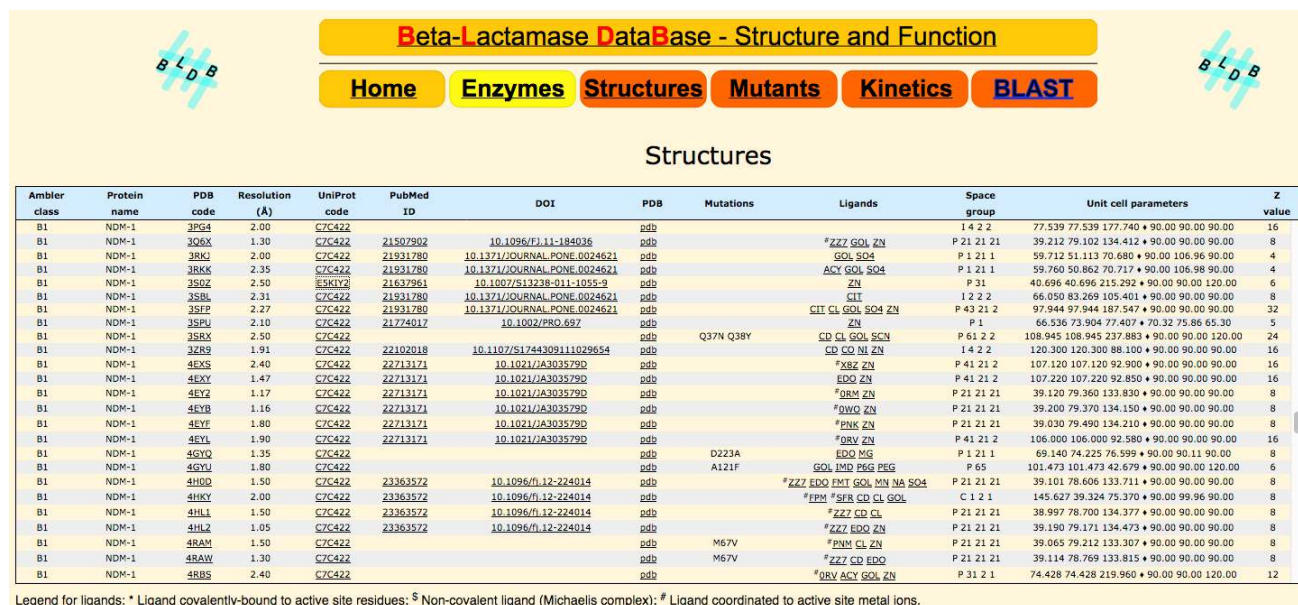 BLDB
Beta-Lactamase DataBase - Structure and Function
BLDB
Home Enzymes Structures Mutants Kinetics BLAST
Structures
Ambler class Protein name PDB code Resolution (Å) UniProt code PubMed ID DOI PDB Mutations Ligands Space group Unit cell parameters Z value
B1 NDM-1 3PG4 2.00 C7C422 pdb I 4 2 2 77.539 77.539 177.740 ♦ 90.00 90.00 90.00 16
B1 NDM-1 3Q6X 1.30 C7C422 21507902 10.1096/FJ.11-184036 pdb #ZZ7 GOL ZN P 21 21 21 39.212 79.102 134.412 ♦ 90.00 90.00 90.00 8
B1 NDM-1 3RKJ 2.00 C7C422 21931780 10.1371/JOURNAL.PONE.0024621 pdb GOL SO4 P 1 21 1 59.712 51.113 70.680 ♦ 90.00 106.96 90.00 4
B1 NDM-1 3RKK 2.35 C7C422 21931780 10.1371/JOURNAL.PONE.0024621 pdb ACY GOL SO4 P 1 21 1 59.760 50.862 70.717 ♦ 90.00 106.98 90.00 4
B1 NDM-1 3S0Z 2.50 E5KIY2 21637961 10.1007/S13238-011-1055-9 pdb ZN P 31 40.696 40.696 215.292 ♦ 90.00 90.00 120.00 6
B1 NDM-1 3SBL 2.31 C7C422 21931780 10.1371/JOURNAL.PONE.0024621 pdb CIT I 2 2 2 66.050 83.269 105.401 ♦ 90.00 90.00 90.00 8
B1 NDM-1 3SFP 2.27 C7C422 21931780 10.1371/JOURNAL.PONE.0024621 pdb CIT CL GOL SO4 ZN P 43 21 2 97.944 97.944 187.547 ♦ 90.00 90.00 90.00 32
B1 NDM-1 3SPU 2.10 C7C422 21774017 10.1002/PRO.697 pdb ZN P 1 66.536 73.904 77.407 ♦ 70.32 75.86 65.30 5
B1 NDM-1 3SRX 2.50 C7C422 pdb Q37N Q38Y CD CL GOL SCN P 61 2 2 108.945 108.945 237.883 ♦ 90.00 90.00 120.00 24
B1 NDM-1 3ZR9 1.91 C7C422 22102018 10.1107/S1744309111029654 pdb CD CO NI ZN I 4 2 2 120.300 120.300 88.100 ♦ 90.00 90.00 90.00 16
B1 NDM-1 4EXS 2.40 C7C422 22713171 10.1021/JA303579D pdb #X8Z ZN P 41 21 2 107.120 107.120 92.900 ♦ 90.00 90.00 90.00 16
B1 NDM-1 4EXY 1.47 C7C422 22713171 10.1021/JA303579D pdb EDO ZN P 41 21 2 107.220 107.220 92.850 ♦ 90.00 90.00 90.00 16
B1 NDM-1 4EY2 1.17 C7C422 22713171 10.1021/JA303579D pdb #0RM ZN P 21 21 21 39.120 79.360 133.830 ♦ 90.00 90.00 90.00 8
B1 NDM-1 4EYB 1.16 C7C422 22713171 10.1021/JA303579D pdb #0WO ZN P 21 21 21 39.200 79.370 134.150 ♦ 90.00 90.00 90.00 8
B1 NDM-1 4EYF 1.80 C7C422 22713171 10.1021/JA303579D pdb #PNK ZN P 21 21 21 39.030 79.490 134.210 ♦ 90.00 90.00 90.00 8
B1 NDM-1 4EYL 1.90 C7C422 22713171 10.1021/JA303579D pdb #0RV ZN P 41 21 2 106.000 106.000 92.580 ♦ 90.00 90.00 90.00 16
B1 NDM-1 4GYQ 1.35 C7C422 pdb D223A EDO MG P 1 21 1 69.140 74.225 76.599 ♦ 90.00 90.11 90.00 8
B1 NDM-1 4GYU 1.80 C7C422 pdb A121F GOL IMD P6G PEG P 65 101.473 101.473 42.679 ♦ 90.00 90.00 120.00 6
B1 NDM-1 4H0D 1.50 C7C422 23363572 10.1096/fj.12-224014 pdb #ZZ7 EDO FMT GOL MN NA SO4 P 21 21 21 39.101 78.606 133.711 ♦ 90.00 90.00 90.00 8
B1 NDM-1 4HKY 2.00 C7C422 23363572 10.1096/fj.12-224014 pdb #FPM #SFR CD CL GOL C 1 2 1 145.627 39.324 75.370 ♦ 90.00 99.96 90.00 8
B1 NDM-1 4HL1 1.50 C7C422 23363572 10.1096/fj.12-224014 pdb #ZZ7 CD CL P 21 21 21 38.997 78.700 134.377 ♦ 90.00 90.00 90.00 8
B1 NDM-1 4HL2 1.05 C7C422 23363572 10.1096/fj.12-224014 pdb #ZZ7 EDO ZN P 21 21 21 39.190 79.171 134.473 ♦ 90.00 90.00 90.00 8
B1 NDM-1 4RAM 1.50 C7C422 pdb M67V #PNM CL ZN P 21 21 21 39.065 79.212 133.307 ♦ 90.00 90.00 90.00 8
B1 NDM-1 4RAW 1.30 C7C422 pdb M67V #ZZ7 CD EDO P 21 21 21 39.114 78.769 133.815 ♦ 90.00 90.00 90.00 8
B1 NDM-1 4RBS 2.40 C7C422 pdb #0RV ACY GOL ZN P 31 2 1 74.428 74.428 219.960 ♦ 90.00 90.00 120.00 12
Legend for ligands: * Ligand covalently-bound to active site residues; $ Non-covalent ligand (Michaelis complex); # Ligand coordinated to active site metal ions.